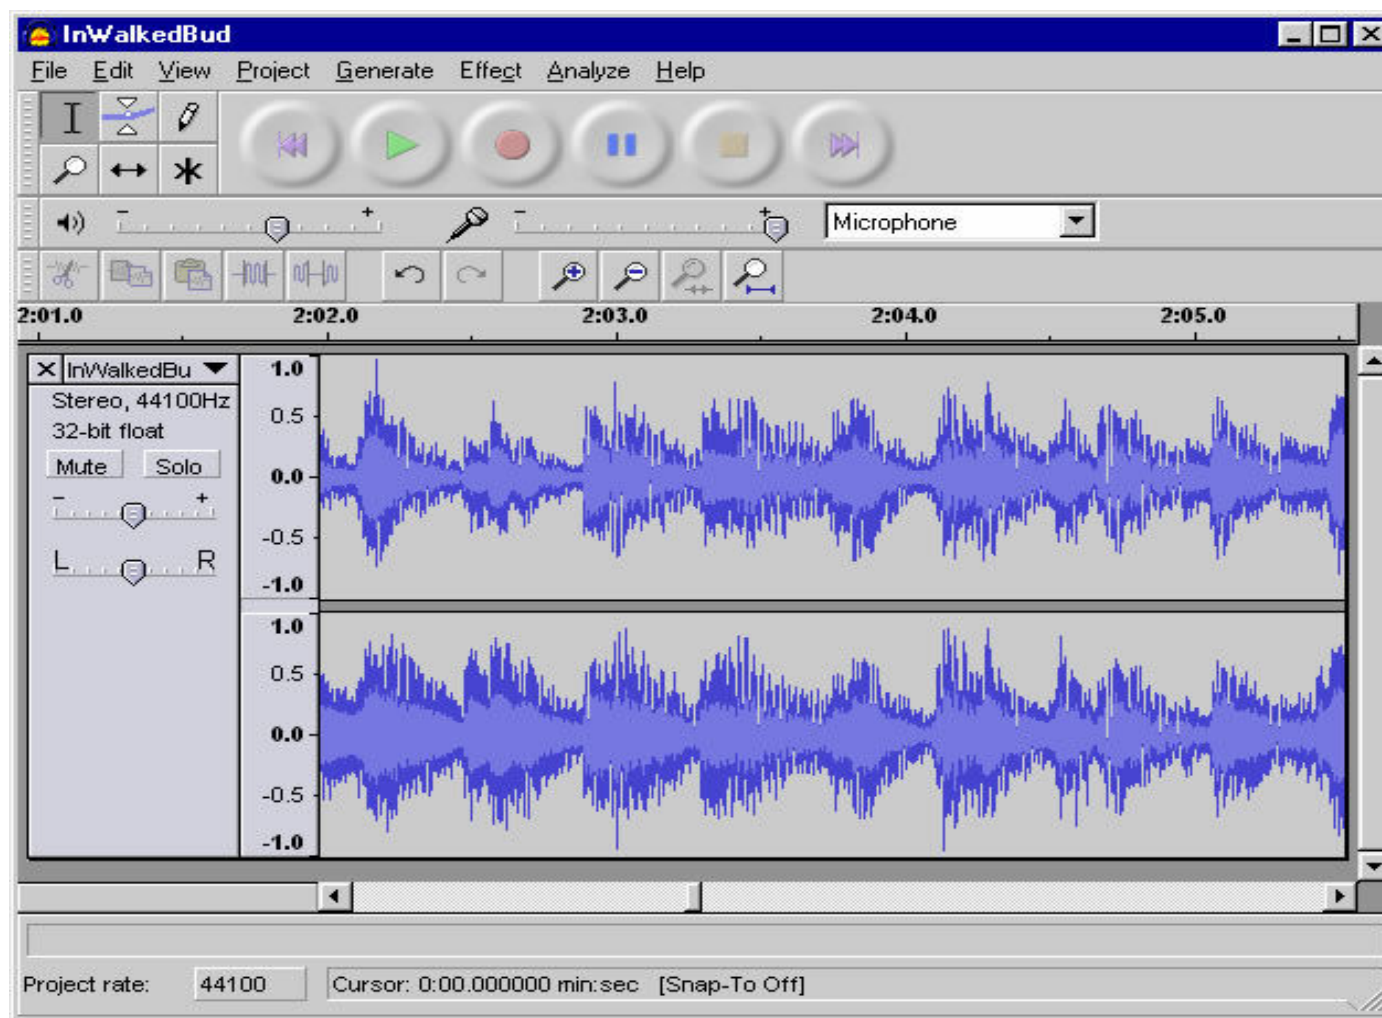 InWalkedBud
File Edit View Project Generate Effect Analyze Help
- + - + Microphone
2:01.0 2:02.0 2:03.0 2:04.0 2:05.0
InWalkedBu
Stereo, 44100Hz
32-bit float
Mute Solo
- +
L R
1.0
0.5
0.0
-0.5
-1.0
1.0
0.5
0.0
-0.5
-1.0
Project rate: 44100 Cursor: 0:00.000000 min:sec [Snap-To Off]